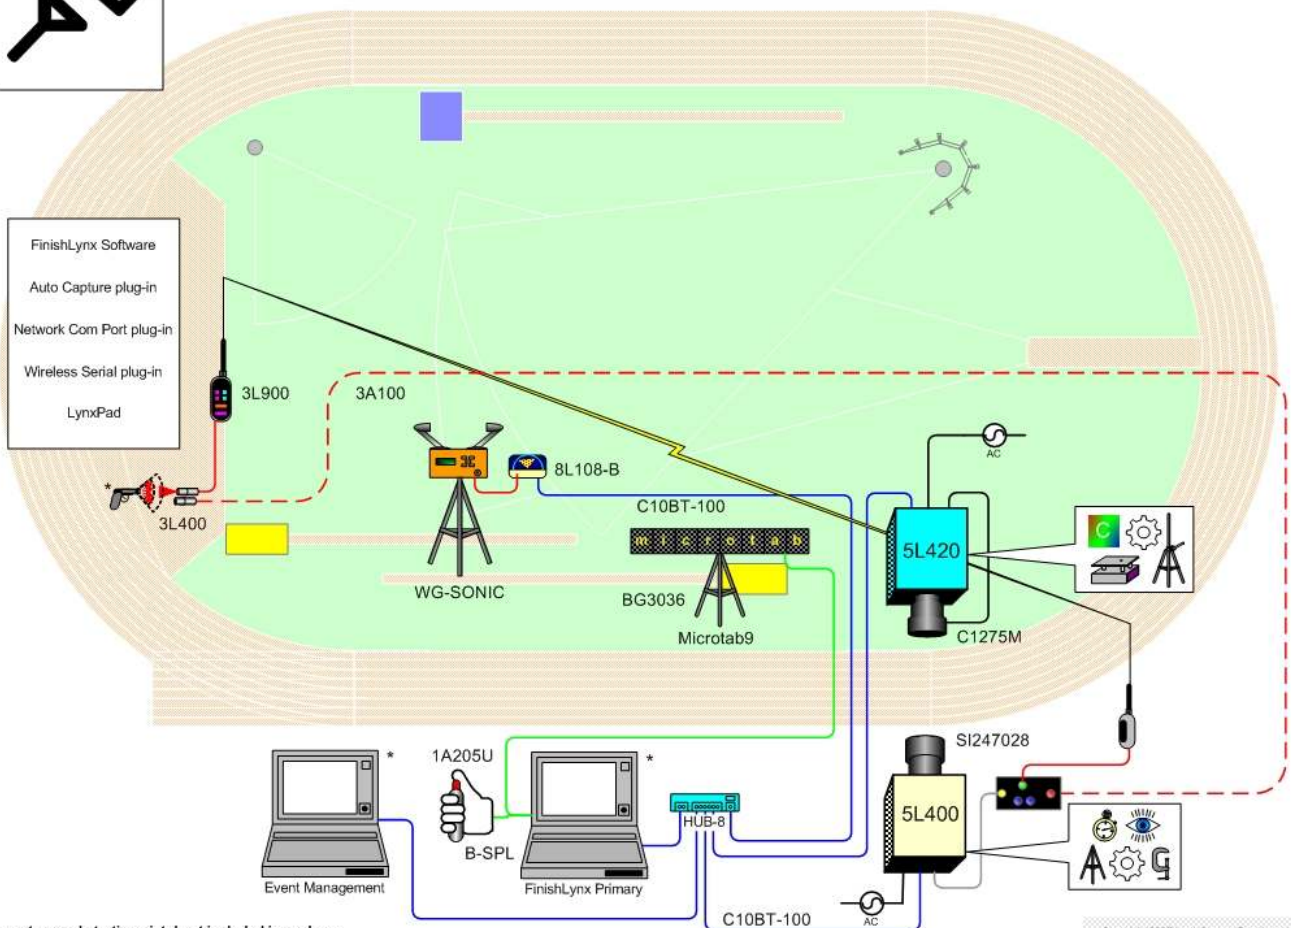 FinishLynx Software
Auto Capture plug-in
Network Com Port plug-in
Wireless Serial plug-in
LynxPad
3L900
3A100
AC
8L108-B
C10BT-100
*
3L400
microtab
5L420
C
WG-SONIC
BG3036
Microtab9
C1275M
1A205U
*
*
SI247028
5L400
HUB-8
B-SPL
Event Management
FinishLynx Primary
C10BT-100
AC